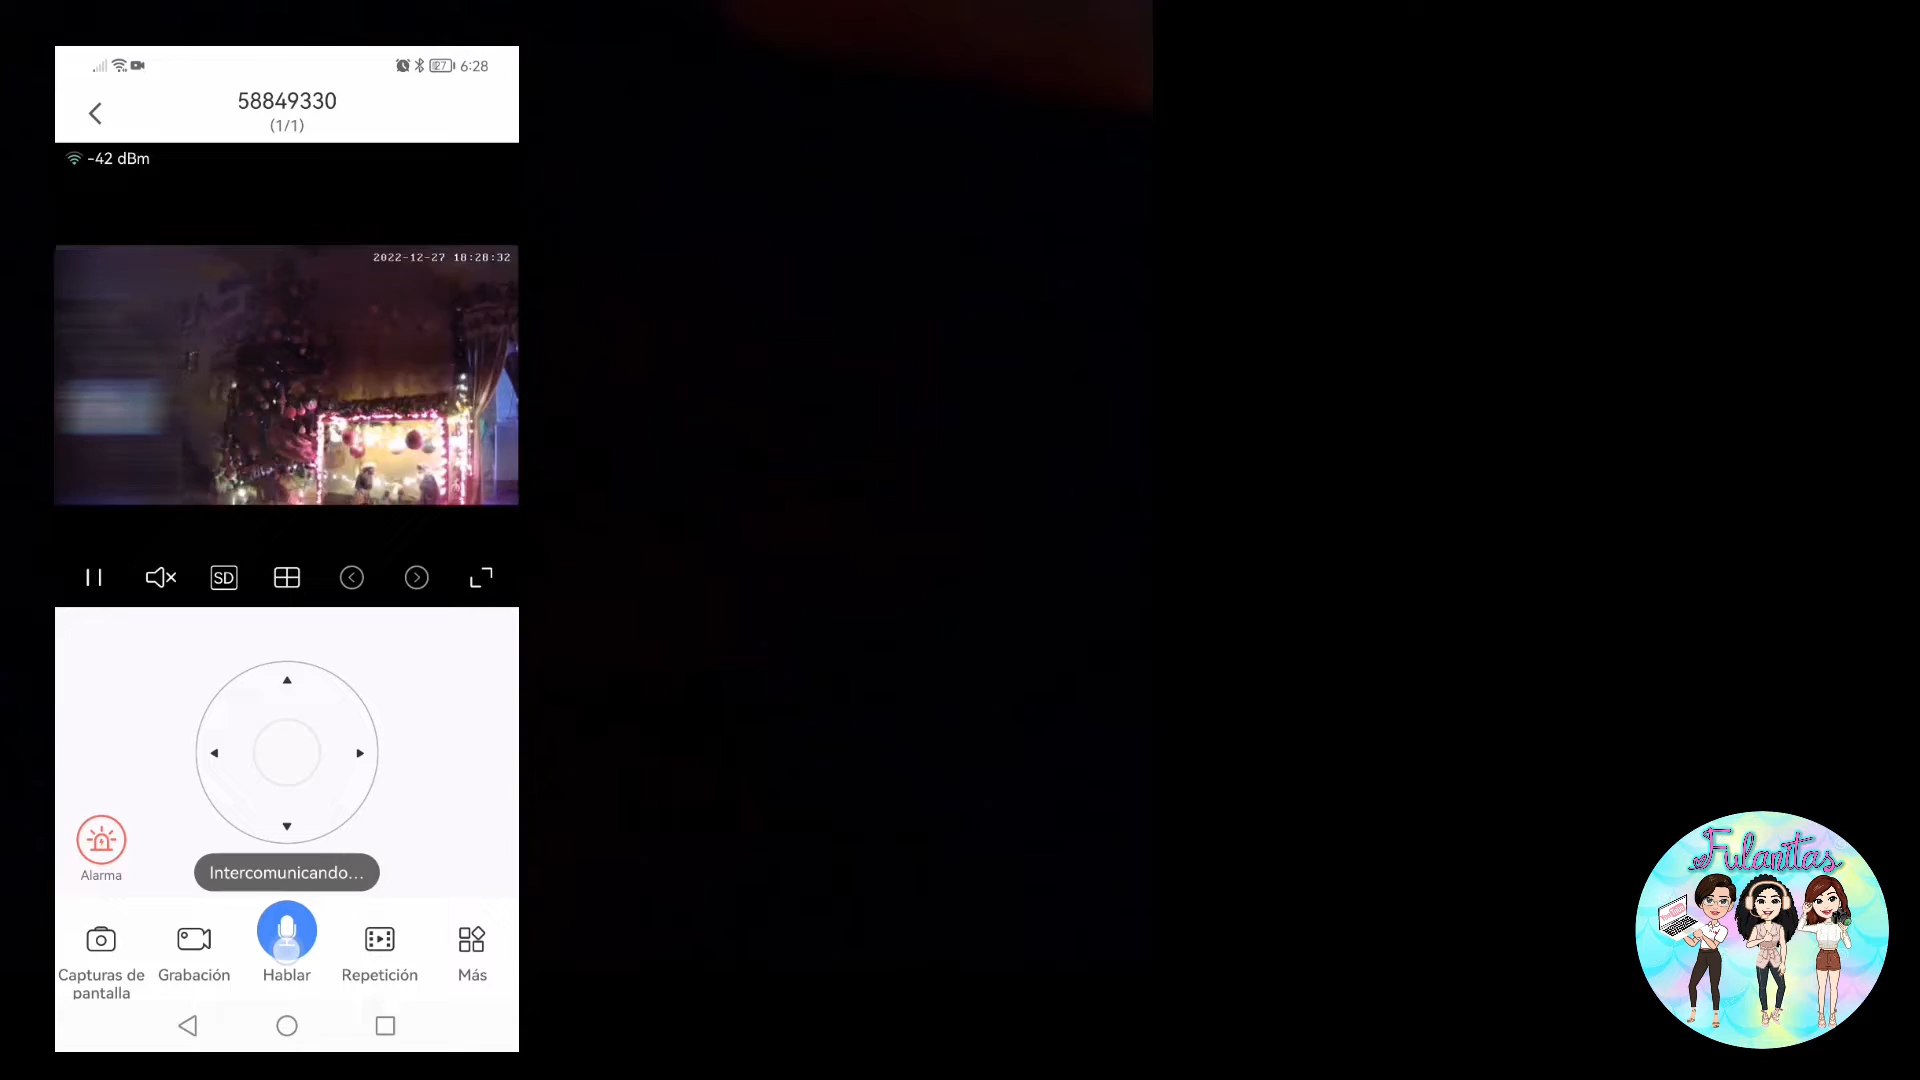 27 6:28
58849330
(1/1)
-42 dBm
2022-12-27 18:28:32
SD
Alarma
Intercomunicando...
Capturas de pantalla
Grabación
Hablar
Repetición
Más
Fulanitas